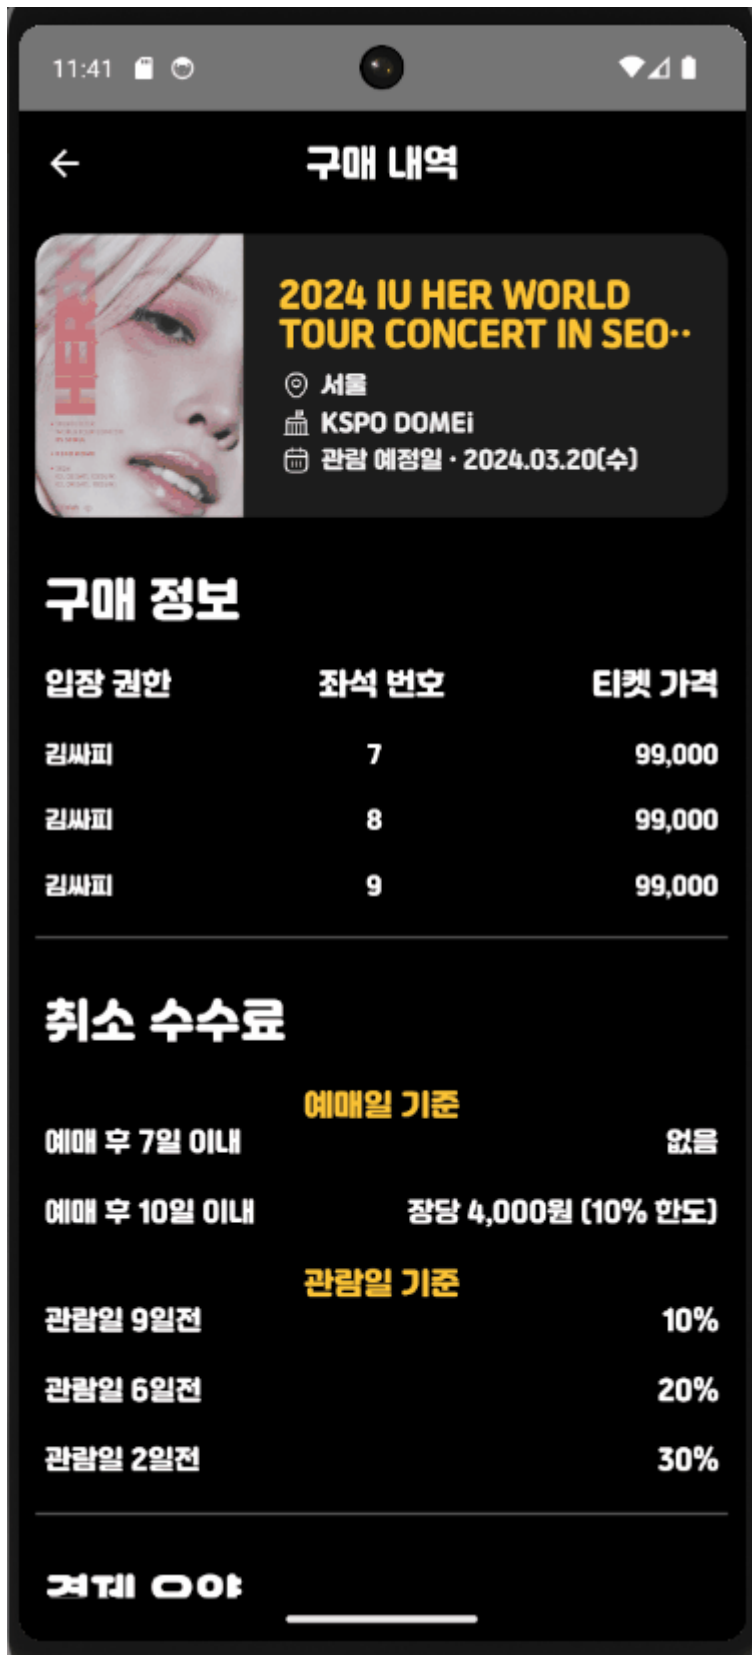 11:41
구매 내역
HER
2024 IU HER WORLD
TOUR CONCERT IN SEO··
서울
KSPO DOMEi
관람 예정일 · 2024.03.20(수)
구매 정보
입장 권한 좌석 번호 티켓 가격
김싸피 7 99,000
김싸피 8 99,000
김싸피 9 99,000
취소 수수료
예매일 기준
예매 후 7일 이내 없음
예매 후 10일 이내 장당 4,000원 (10% 한도)
관람일 기준
관람일 9일전 10%
관람일 6일전 20%
관람일 2일전 30%